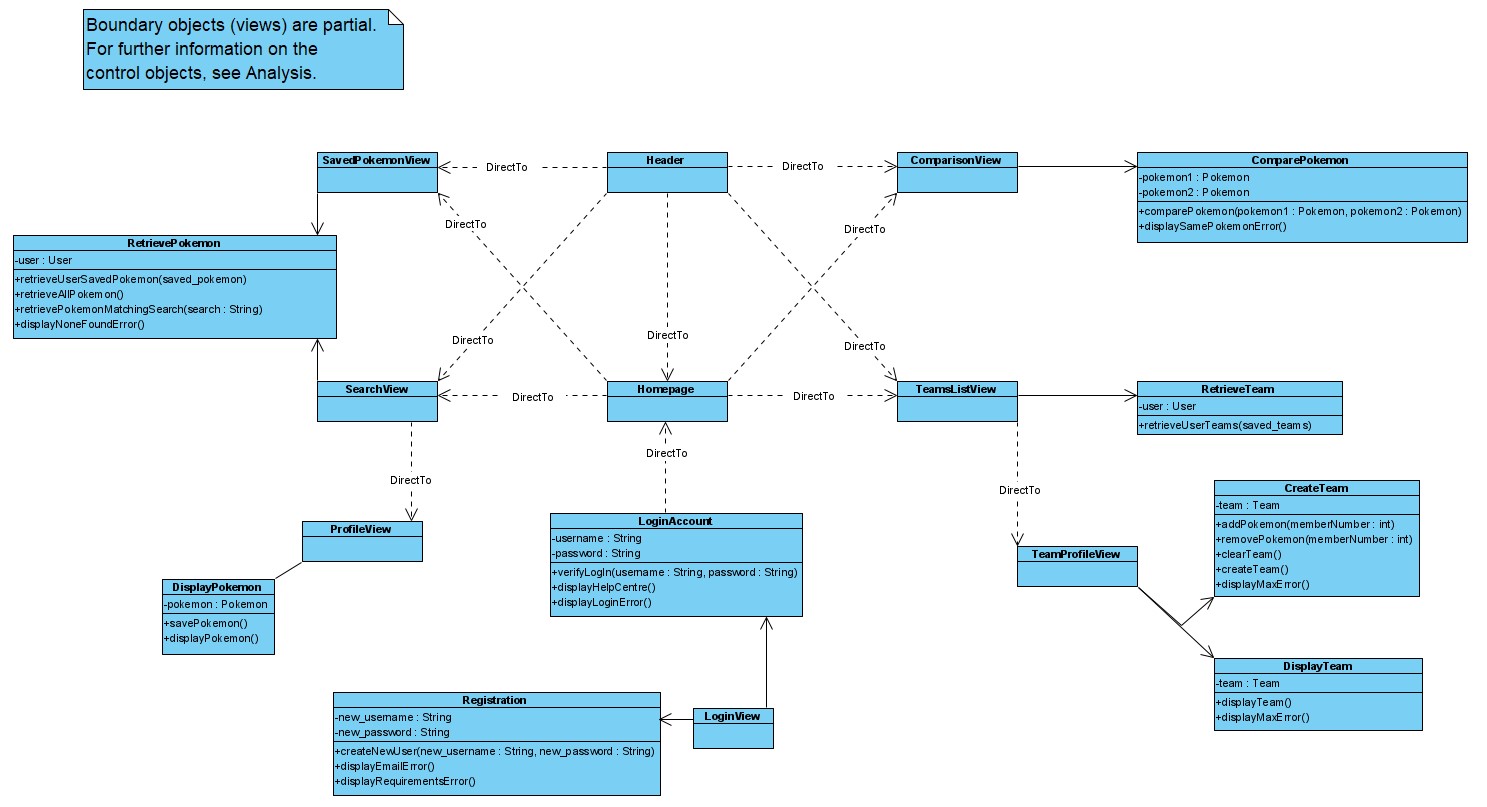 Boundary objects (views) are partial.
For further information on the
control objects, see Analysis.
SavedPokemonView
DirectTo
Header
DirectTo
ComparisonView
ComparePokemon
-pokemon1 : Pokemon
-pokemon2 : Pokemon
+comparePokemon(pokemon1 : Pokemon, pokemon2 : Pokemon)
+displaySamePokemonError()
DirectTo
DirectTo
RetrievePokemon
-user : User
+retrieveUserSavedPokemon(saved_pokemon)
+retrieveAllPokemon()
+retrievePokemonMatchingSearch(search : String)
+displayNoneFoundError()
DirectTo
DirectTo
DirectTo
SearchView
DirectTo
Homepage
DirectTo
TeamsListView
RetrieveTeam
-user : User
+retrieveUserTeams(saved_teams)
DirectTo
DirectTo
DirectTo
ProfileView
DisplayPokemon
-pokemon : Pokemon
+savePokemon()
+displayPokemon()
LoginAccount
-username : String
-password : String
+verifyLogIn(username : String, password : String)
+displayHelpCentre()
+displayLoginError()
TeamProfileView
CreateTeam
-team : Team
+addPokemon(memberNumber : int)
+removePokemon(memberNumber : int)
+clearTeam()
+createTeam()
+displayMaxError()
DisplayTeam
-team : Team
+displayTeam()
+displayMaxError()
Registration
-new_username : String
-new_password : String
+createNewUser(new_username : String, new_password : String)
+displayEmailError()
+displayRequirementsError()
LoginView